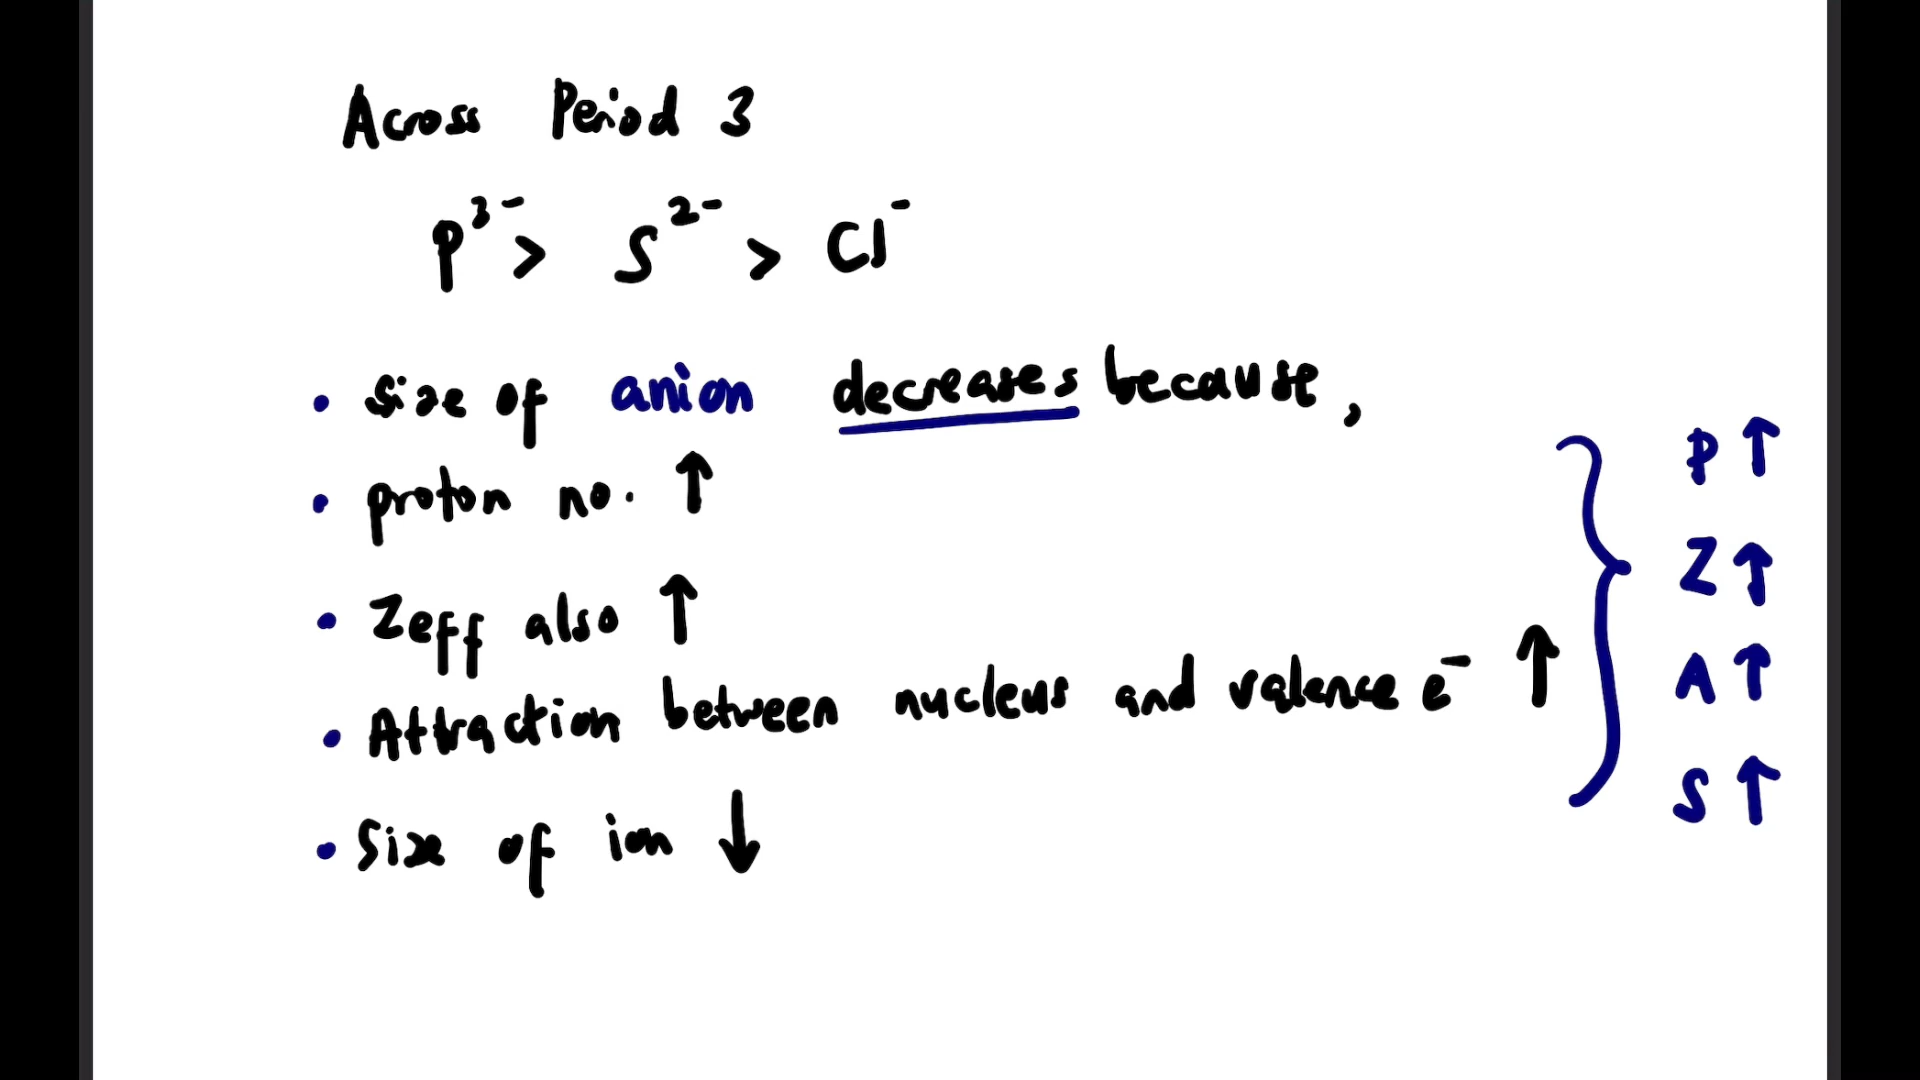 Across Period 3
P³⁻ > S²⁻ > Cl⁻
• Size of anion decreases because,
• proton no. ↑
• Zeff also ↑
• Attraction between nucleus and valence e⁻ ↑
• Size of ion ↓
P ↑
Z ↑
A ↑
S ↑